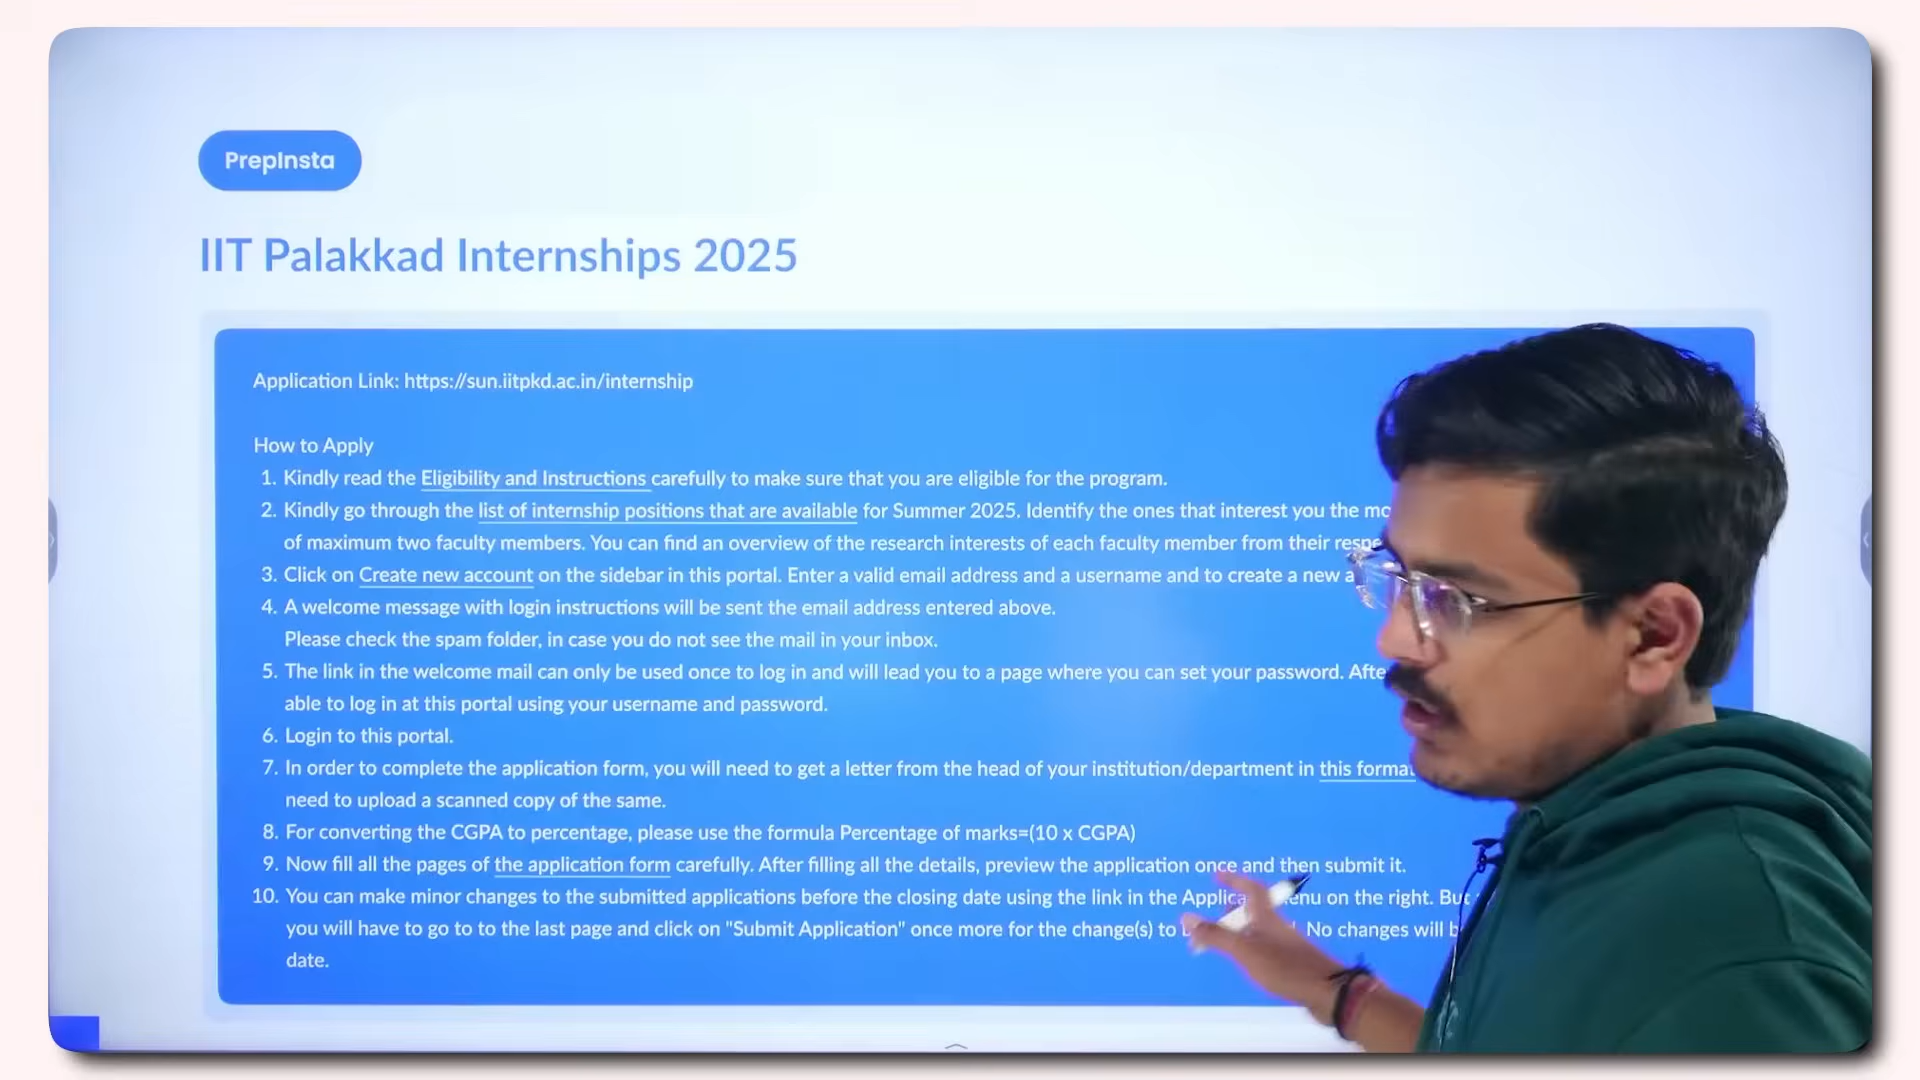 PrepInsta
IIT Palakkad Internships 2025
Application Link: https://sun.iitpkd.ac.in/internship
How to Apply
1. Kindly read the Eligibility and Instructions carefully to make sure that you are eligible for the program.
2. Kindly go through the list of internship positions that are available for Summer 2025. Identify the ones that interest you the
of maximum two faculty members. You can find an overview of the research interests of each faculty member from their
3. Click on Create new account on the sidebar in this portal. Enter a valid email address and a username and to create a new
4. A welcome message with login instructions will be sent the email address entered above.
Please check the spam folder, in case you do not see the mail in your inbox.
5. The link in the welcome mail can only be used once to log in and will lead you to a page where you can set your password.
able to log in at this portal using your username and password.
6. Login to this portal.
7. In order to complete the application form, you will need to get a letter from the head of your institution/department in this format
need to upload a scanned copy of the same.
8. For converting the CGPA to percentage, please use the formula Percentage of marks=(10 x CGPA)
9. Now fill all the pages of the application form carefully. After filling all the details, preview the application once and then submit it.
10. You can make minor changes to the submitted applications before the closing date using the link in the on the right. But
you will have to go to to the last page and click on "Submit Application" once more for the change(s) to No changes will
date.